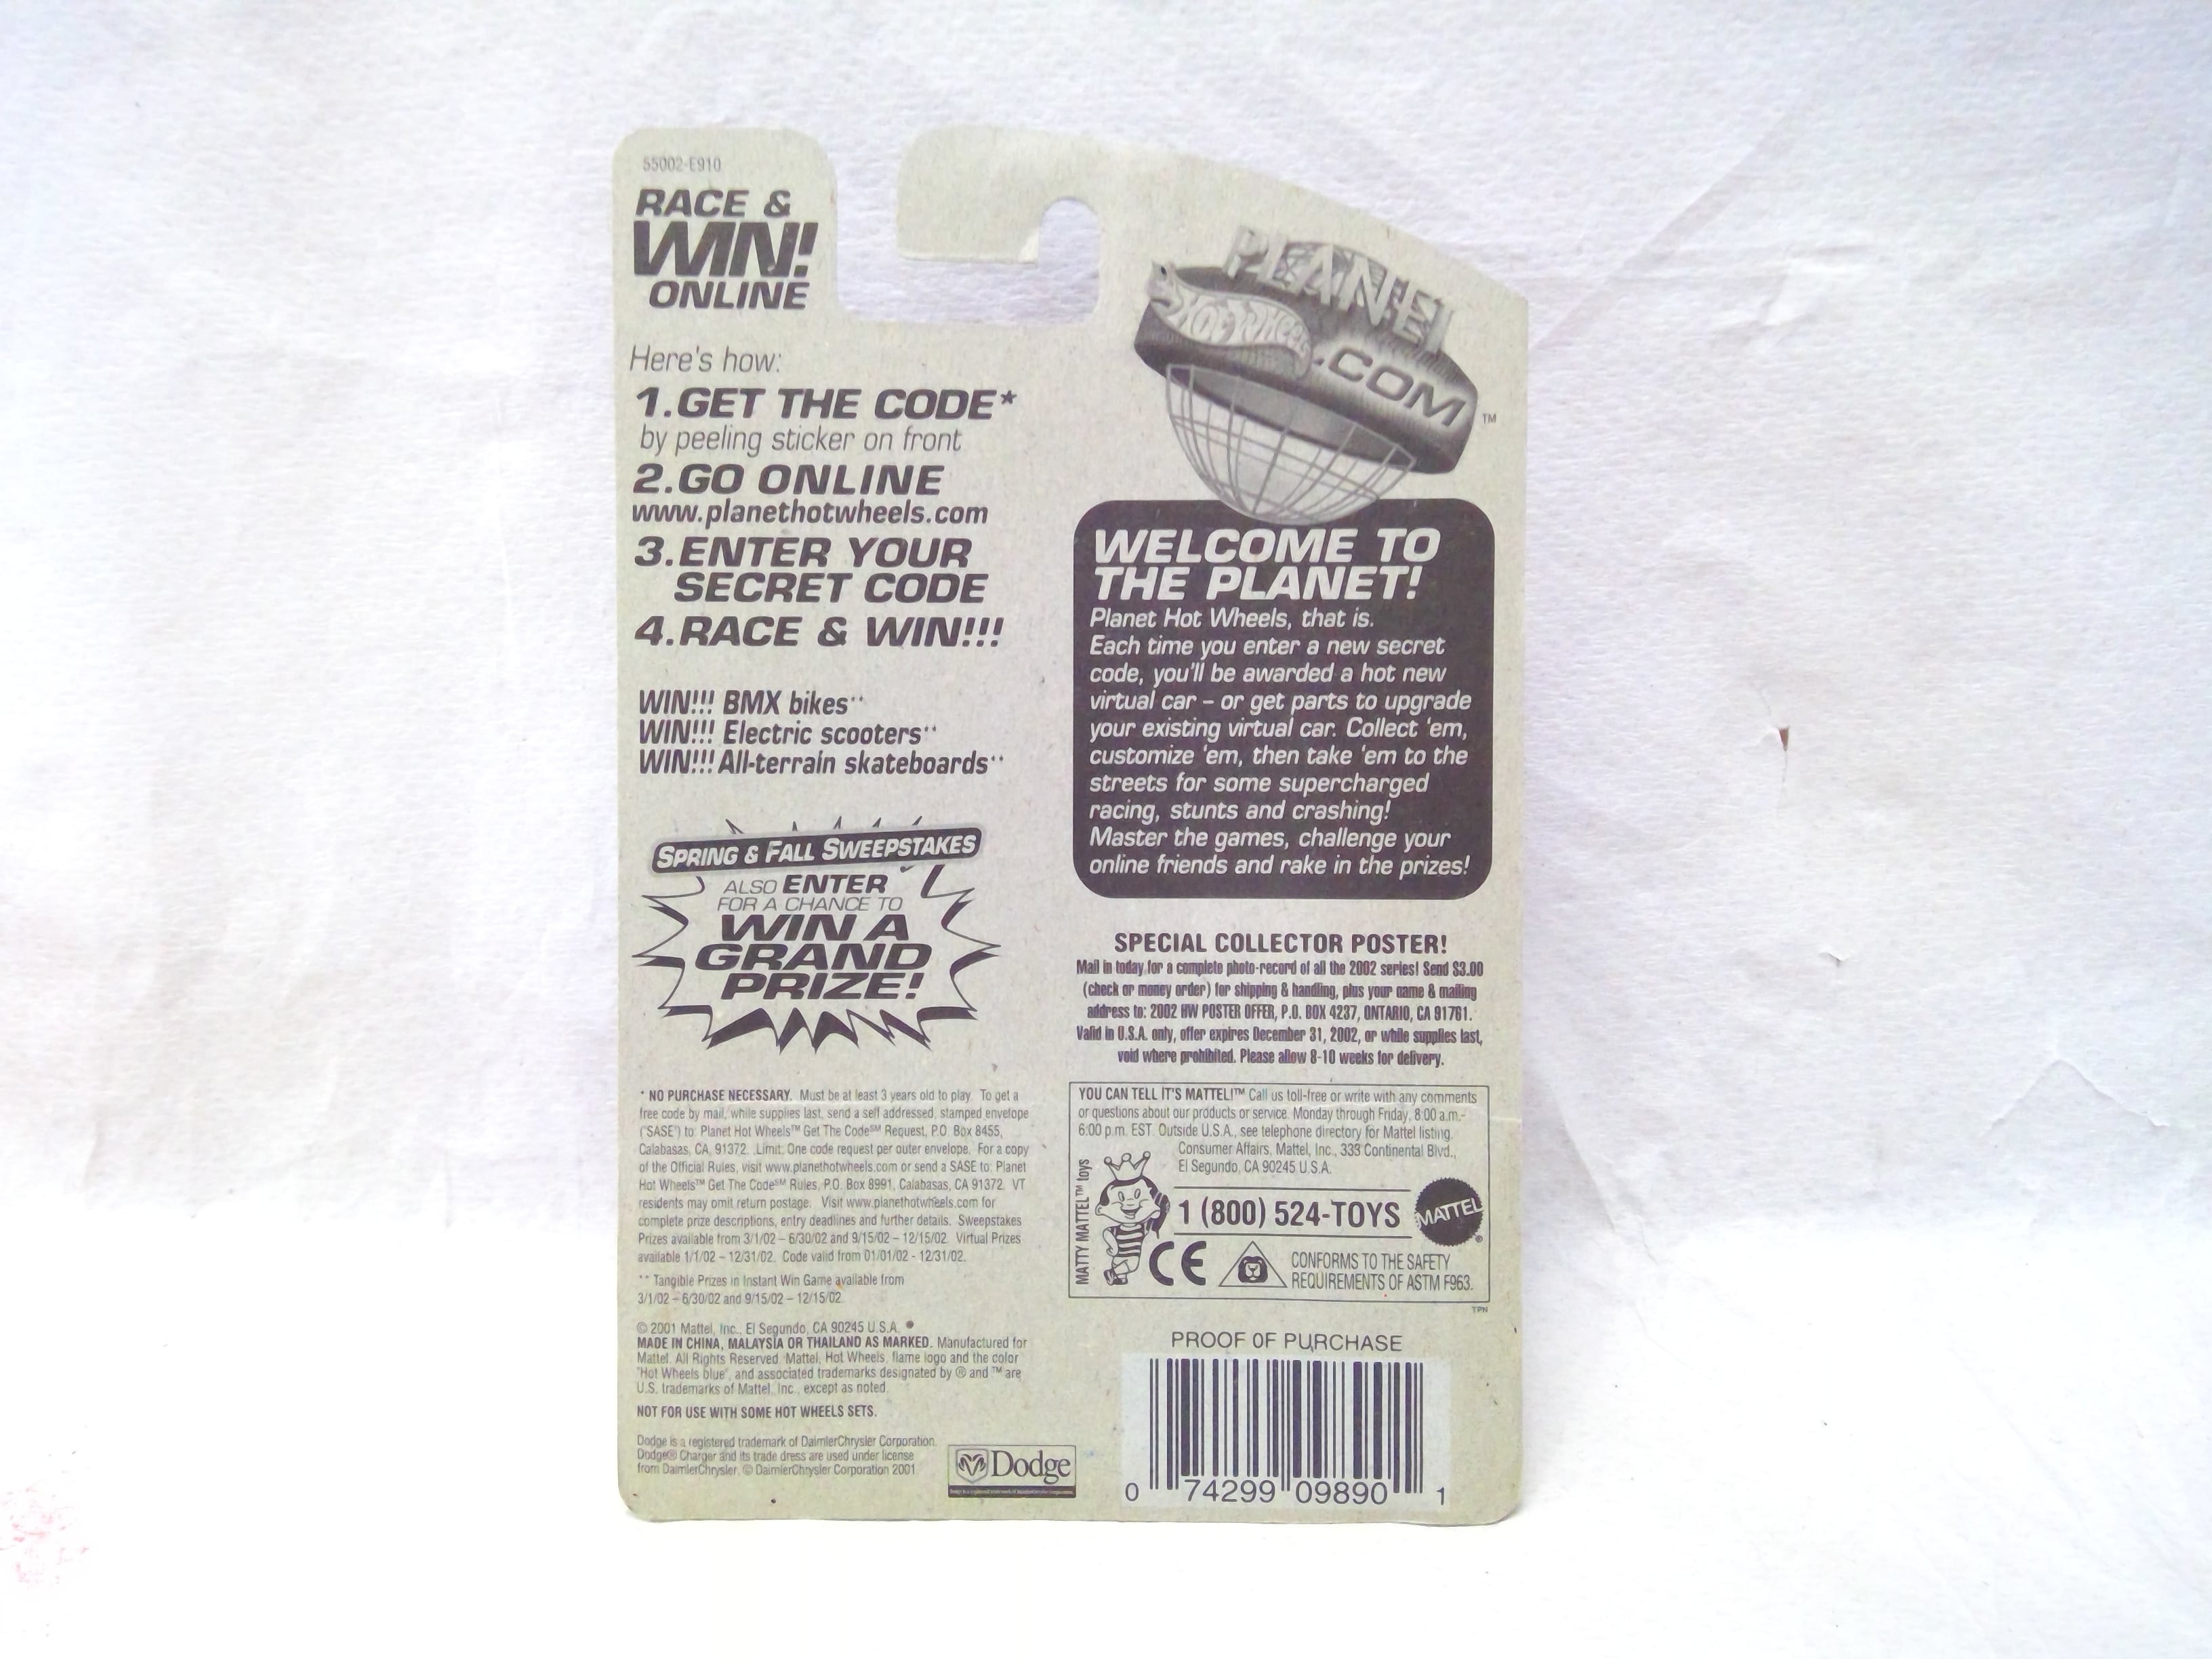 55002-E910
RACE &
WIN!
ONLINE
Here's how:
1.GET THE CODE*
by peeling sticker on front
2.GO ONLINE
www.planethotwheels.com
3.ENTER YOUR
SECRET CODE
4.RACE & WIN!!!
WIN!!! BMX bikes**
WIN!!! Electric scooters**
WIN!!! All-terrain skateboards**
SPRING & FALL SWEEPSTAKES
ALSO ENTER
FOR A CHANCE TO
WIN A
GRAND
PRIZE!
* NO PURCHASE NECESSARY. Must be at least 3 years old to play. To get a
free code by mail, while supplies last, send a self addressed, stamped envelope
("SASE") to: Planet Hot Wheels™ Get The Code℠ Request, P.O. Box 8455,
Calabasas, CA, 91372. Limit: One code request per outer envelope. For a copy
of the Official Rules, visit www.planethotwheels.com or send a SASE to: Planet
Hot Wheels™ Get The Code℠ Rules, P.O. Box 8991, Calabasas, CA 91372. VT
residents may omit return postage. Visit www.planethotwheels.com for
complete prize descriptions, entry deadlines and further details. Sweepstakes
Prizes available from 3/1/02 – 6/30/02 and 9/15/02 – 12/15/02. Virtual Prizes
available 1/1/02 – 12/31/02. Code valid from 01/01/02 - 12/31/02.
** Tangible Prizes in Instant Win Game available from
3/1/02 – 6/30/02 and 9/15/02 – 12/15/02.
© 2001 Mattel, Inc., El Segundo, CA 90245 U.S.A.
MADE IN CHINA, MALAYSIA OR THAILAND AS MARKED. Manufactured for
Mattel. All Rights Reserved. Mattel, Hot Wheels, flame logo and the color
"Hot Wheels blue", and associated trademarks designated by ® and ™ are
U.S. trademarks of Mattel, Inc., except as noted.
NOT FOR USE WITH SOME HOT WHEELS SETS.
Dodge is a registered trademark of DaimlerChrysler Corporation.
Dodge® Charger and its trade dress are used under license
from DaimlerChrysler. © DaimlerChrysler Corporation 2001
Dodge
PLANET
HOT WHEELS
.COM
™
WELCOME TO
THE PLANET!
Planet Hot Wheels, that is.
Each time you enter a new secret
code, you'll be awarded a hot new
virtual car – or get parts to upgrade
your existing virtual car. Collect 'em,
customize 'em, then take 'em to the
streets for some supercharged
racing, stunts and crashing!
Master the games, challenge your
online friends and rake in the prizes!
SPECIAL COLLECTOR POSTER!
Mail in today for a complete photo-record of all the 2002 series! Send $3.00
(check or money order) for shipping & handling, plus your name & mailing
address to: 2002 HW POSTER OFFER, P.O. BOX 4237, ONTARIO, CA 91761.
Valid in U.S.A. only, offer expires December 31, 2002, or while supplies last,
void where prohibited. Please allow 8-10 weeks for delivery.
YOU CAN TELL IT'S MATTEL!™ Call us toll-free or write with any comments
or questions about our products or service. Monday through Friday, 8:00 a.m.-
6:00 p.m. EST. Outside U.S.A., see telephone directory for Mattel listing.
Consumer Affairs, Mattel, Inc., 333 Continental Blvd.,
El Segundo, CA 90245 U.S.A.
MATTY MATTEL™ toys
1 (800) 524-TOYS
MATTEL®
CE
CONFORMS TO THE SAFETY
REQUIREMENTS OF ASTM F963.
TPN
PROOF OF PURCHASE
0 74299 09890 1